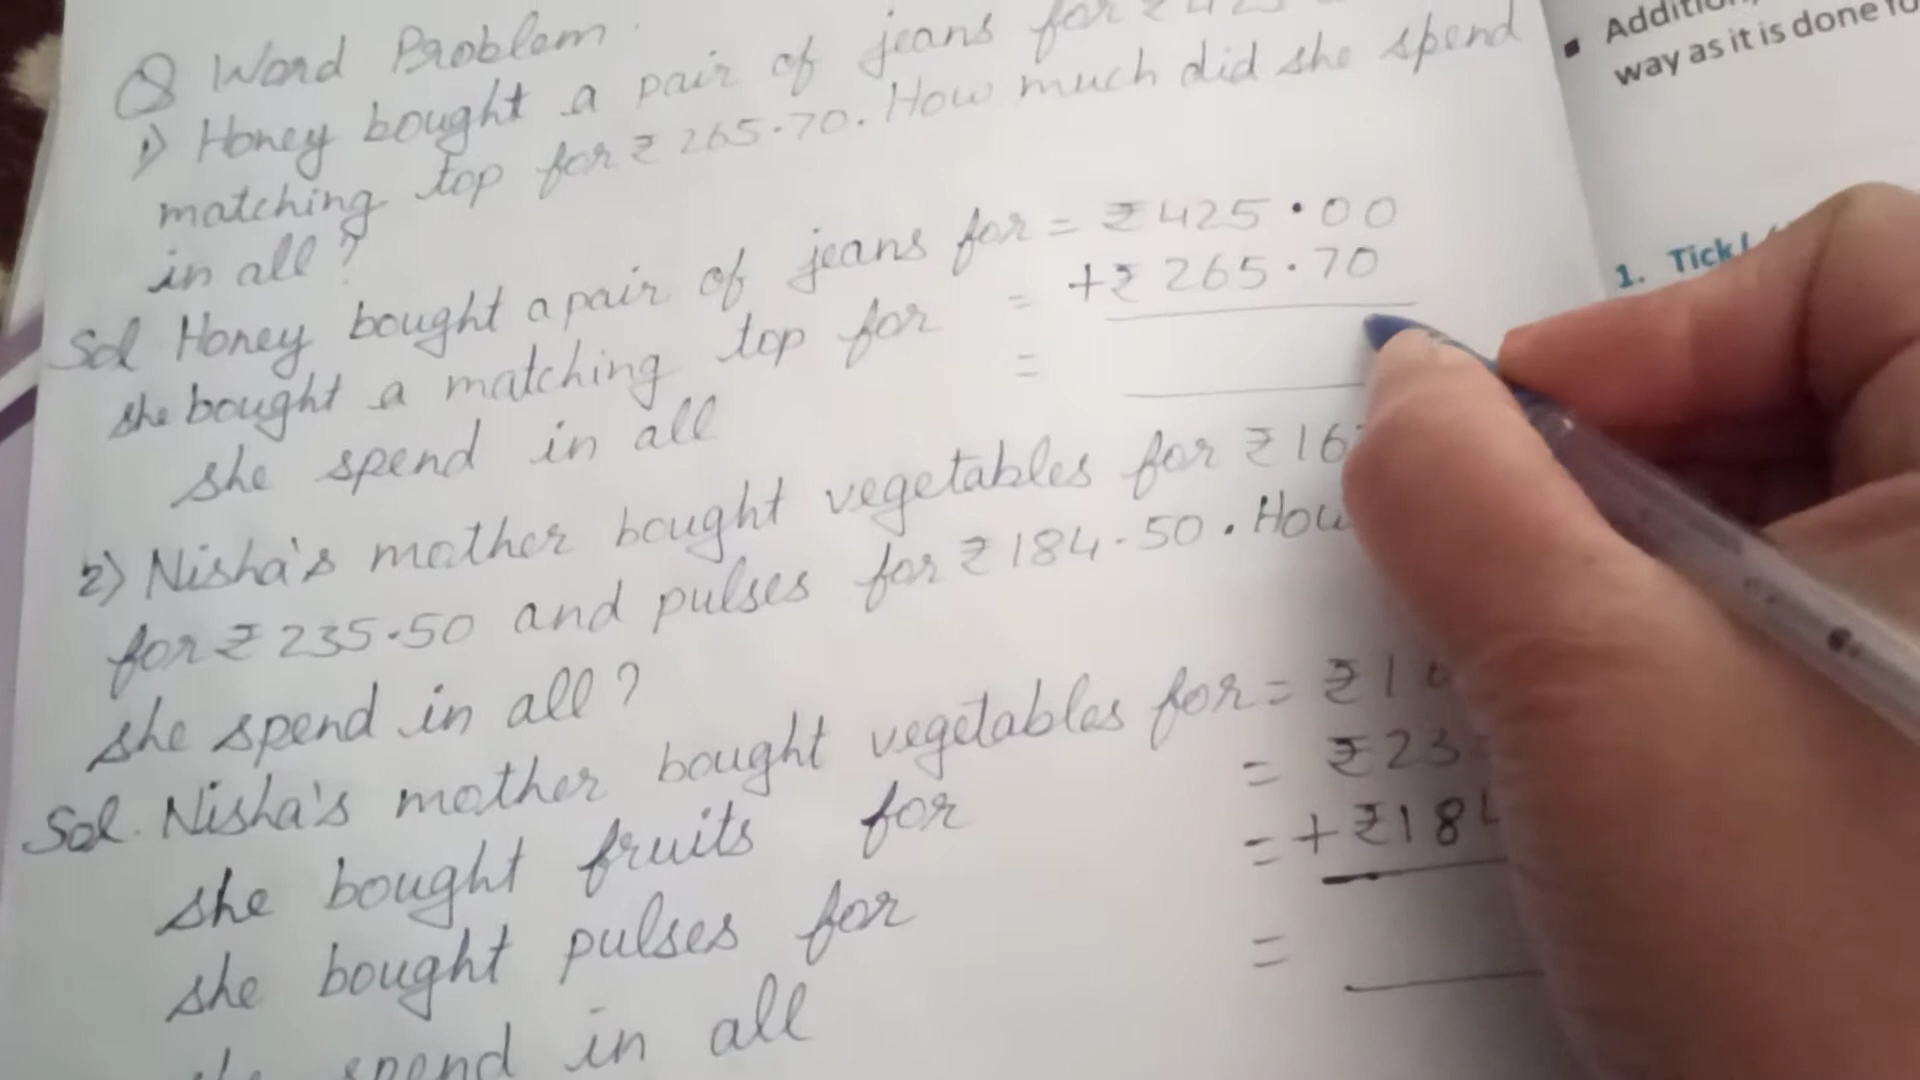 Q Word Problem.
1) Honey bought a pair of jeans for ₹ 425
matching top for ₹ 265.70. How much did she spend
in all?
Sol Honey bought a pair of jeans for = ₹425.00
she bought a matching top for = +₹ 265.70
she spend in all =
2) Nisha's mother bought vegetables for ₹16
for ₹ 235.50 and pulses for ₹ 184.50. How
she spend in all?
Sol. Nisha's mother bought vegetables for = ₹1
she bought fruits for = ₹23
she bought pulses for = + ₹184
she spend in all =
▪ Addition
way as it is done fo
1. Tick